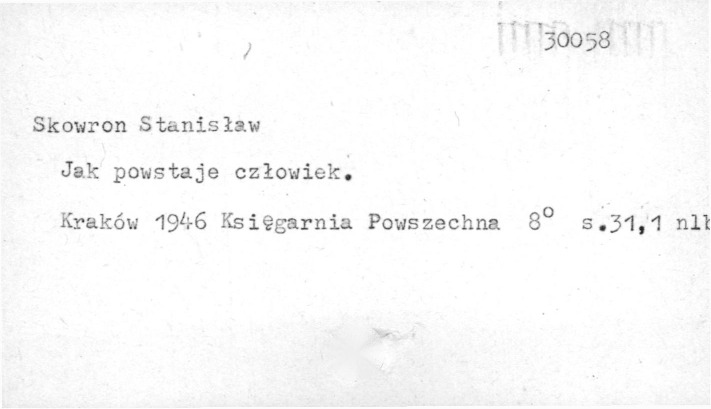 30058
Skowron Stanisław
Jak powstaje człowiek.
Kraków 1946 Księgarnia Powszechna 8° s.31,1 nlb